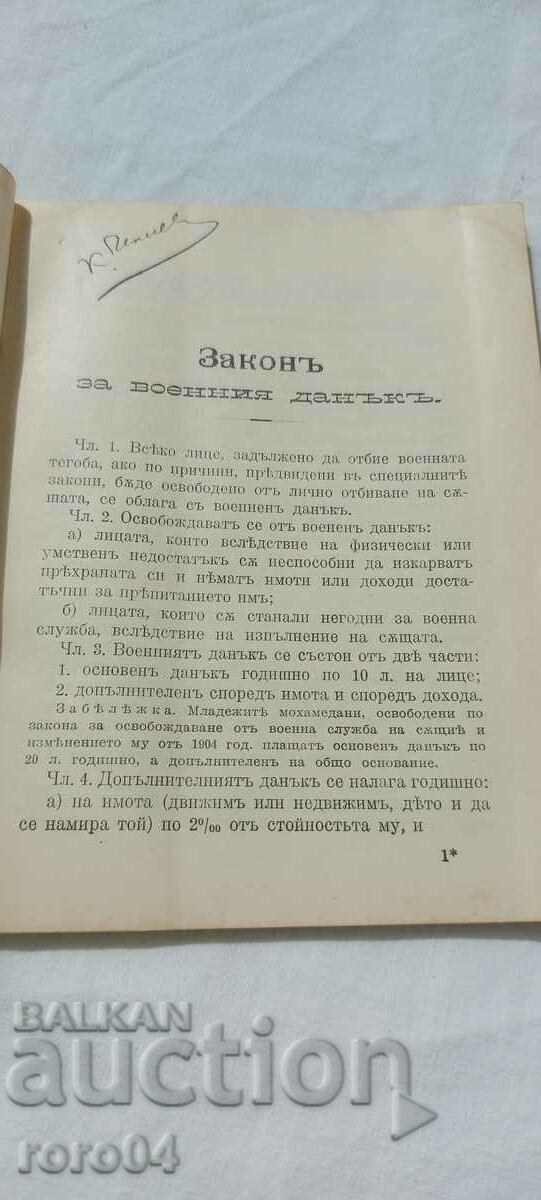 К.
Законъ
за военния данъкъ.
Чл. 1. Всѣко лице, задължено да отбие военната
тегоба, ако по причини, прѣдвидени въ специалнитѣ
закони, бѫде освободено отъ лично отбиване на сѫ-
щата, се облага съ военненъ данъкъ.
Чл. 2. Освобождаватъ се отъ воененъ данъкъ:
а) лицата, които вслѣдствие на физически или
умственъ недостатъкъ сѫ неспособни да изкарватъ
прѣхраната си и нѣматъ имоти или доходи доста-
тъчни за прѣпитанието имъ;
б) лицата, които сѫ станали негодни за военна
служба, вслѣдствие на изпълнение на сѫщата.
Чл. 3. Военниятъ данъкъ се състои отъ двѣ части:
1. основенъ данъкъ годишно по 10 л. на лице;
2. допълнителенъ споредъ имота и споредъ дохода.
Забѣлѣжка. Младежитѣ мохамедани, освободени по
закона за освобождаване отъ военна служба на сѫщиѣ и
изменението му отъ 1904 год. плащатъ основенъ данъкъ по
20 л. годишно, а допълнителенъ на общо основание.
Чл. 4. Допълнителниятъ данъкъ се налага годишно:
а) на имота (движимъ или недвижимъ, дѣто и да
се намира той) по 2‰ отъ стойностьта му, и
1*
BALKAN
auction
roro04